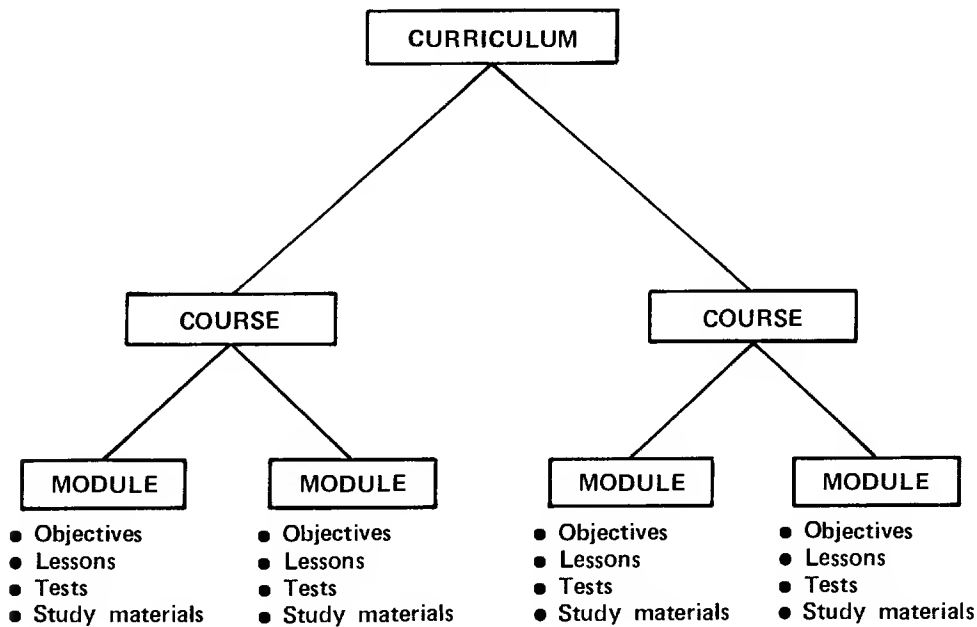 CURRICULUM
COURSE
COURSE
MODULE
• Objectives
• Lessons
• Tests
• Study materials
MODULE
• Objectives
• Lessons
• Tests
• Study materials
MODULE
• Objectives
• Lessons
• Tests
• Study materials
MODULE
• Objectives
• Lessons
• Tests
• Study materials